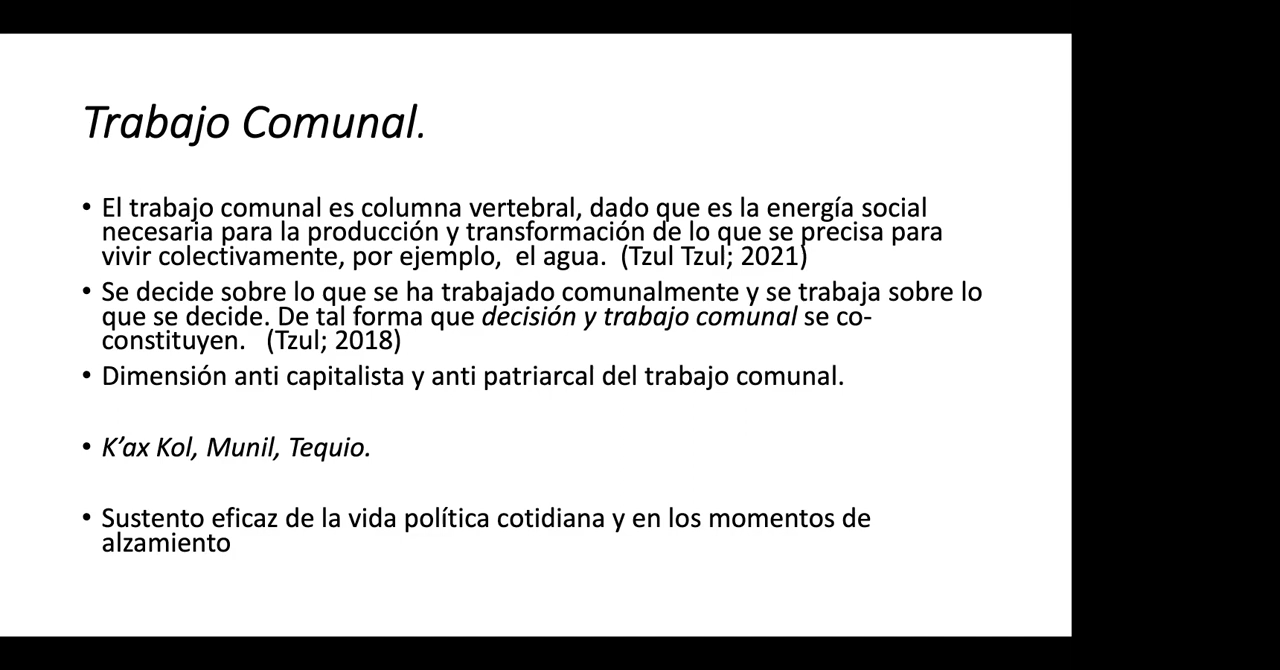 Trabajo Comunal.
• El trabajo comunal es columna vertebral, dado que es la energía social
necesaria para la producción y transformación de lo que se precisa para
vivir colectivamente, por ejemplo,  el agua.  (Tzul Tzul; 2021)
• Se decide sobre lo que se ha trabajado comunalmente y se trabaja sobre lo
que se decide. De tal forma que decisión y trabajo comunal se co-
constituyen.   (Tzul; 2018)
• Dimensión anti capitalista y anti patriarcal del trabajo comunal.
• K’ax Kol, Munil, Tequio.
• Sustento eficaz de la vida política cotidiana y en los momentos de
alzamiento